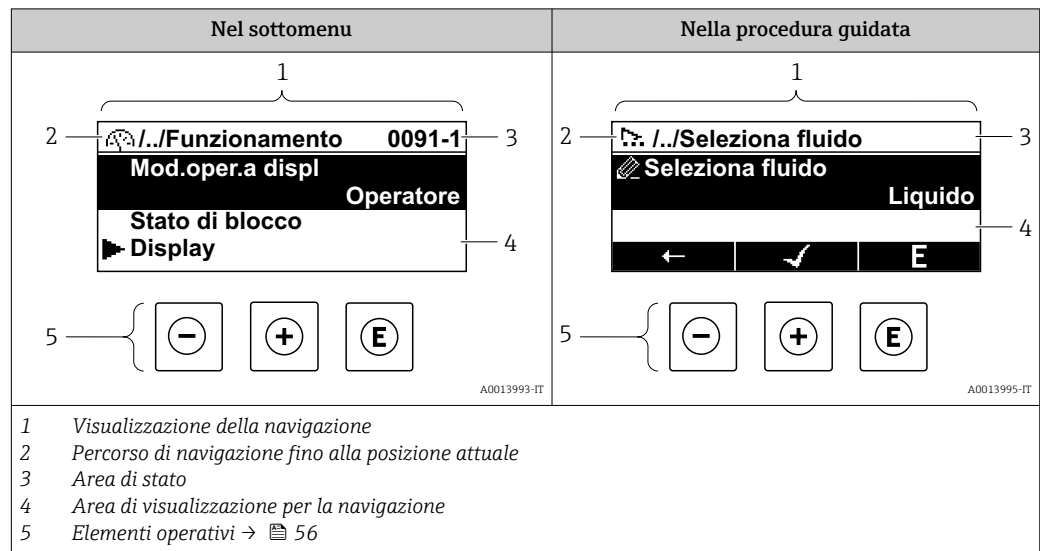 Nel sottomenu
Nella procedura guidata
1
2
/../Funzionamento 0091-1
3
Mod.oper.a displ
Operatore
Stato di blocco
Display
4
5
- + E
A0013993-IT
1
2
/../Seleziona fluido
3
Seleziona fluido
Liquido
4
← ✓ E
5
- + E
A0013995-IT
1 Visualizzazione della navigazione
2 Percorso di navigazione fino alla posizione attuale
3 Area di stato
4 Area di visualizzazione per la navigazione
5 Elementi operativi → 56